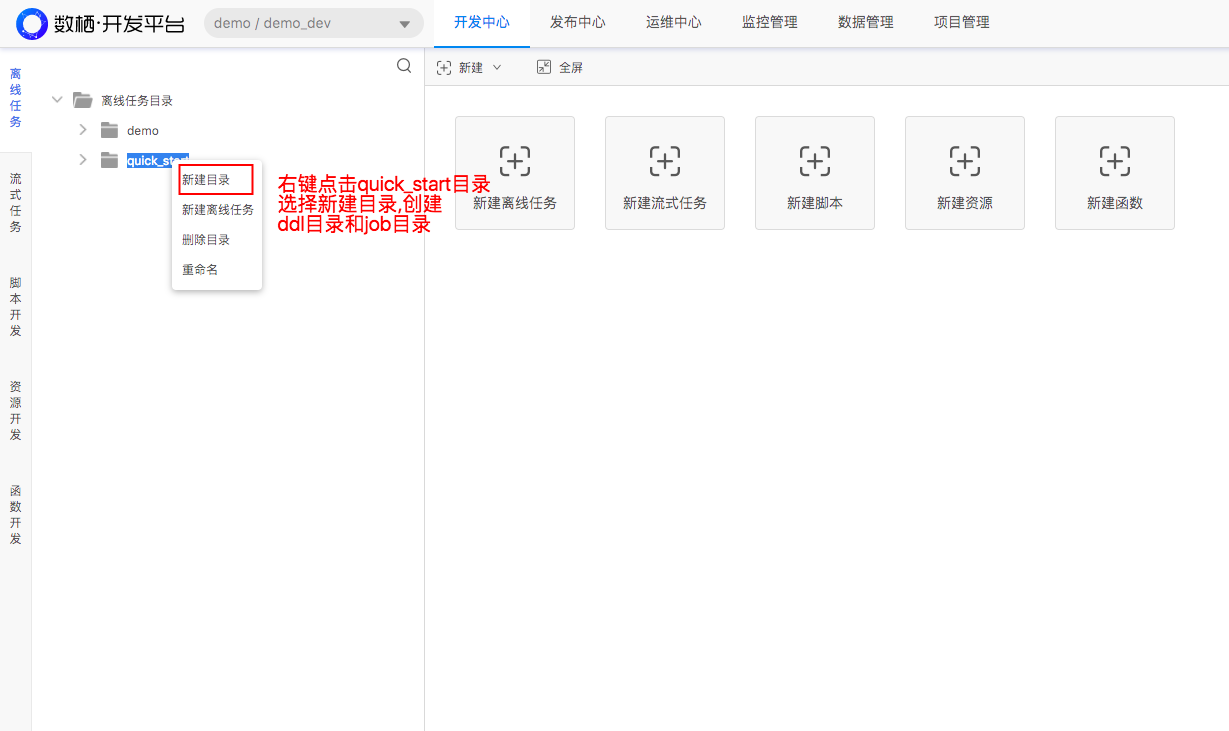 数栖·开发平台
demo / demo_dev
开发中心
发布中心
运维中心
监控管理
数据管理
项目管理
离线任务
流式任务
脚本开发
资源开发
函数开发
新建
全屏
离线任务目录
demo
quick_start
新建目录
新建离线任务
删除目录
重命名
右键点击quick_start目录
选择新建目录,创建
ddl目录和job目录
新建离线任务
新建流式任务
新建脚本
新建资源
新建函数